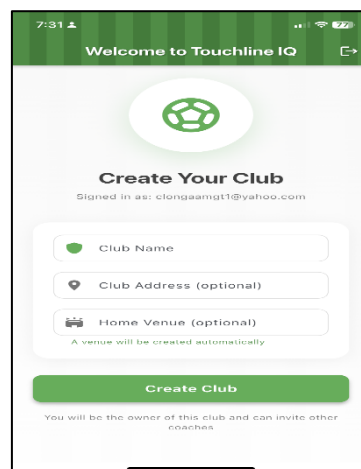 7:31
27
Welcome to Touchline IQ
Create Your Club
Signed in as: clongaamgt1@yahoo.com
Club Name
Club Address (optional)
Home Venue (optional)
A venue will be created automatically
Create Club
You will be the owner of this club and can invite other
coaches